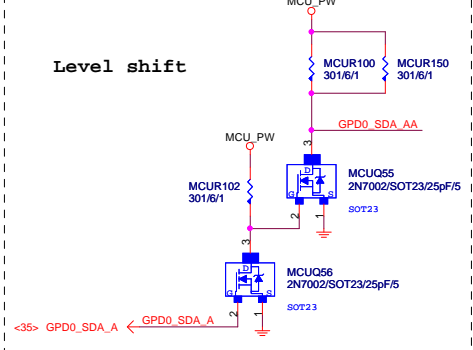 MCU_PW
Level shift
MCUR100
301/6/1
MCUR150
301/6/1
GPD0_SDA_AA
MCU_PW
3
D
G
S
2
1
MCUQ55
2N7002/SOT23/25pF/5
SOT23
MCUR102
301/6/1
3
D
G
S
2
1
MCUQ56
2N7002/SOT23/25pF/5
SOT23
<35> GPD0_SDA_A
GPD0_SDA_A